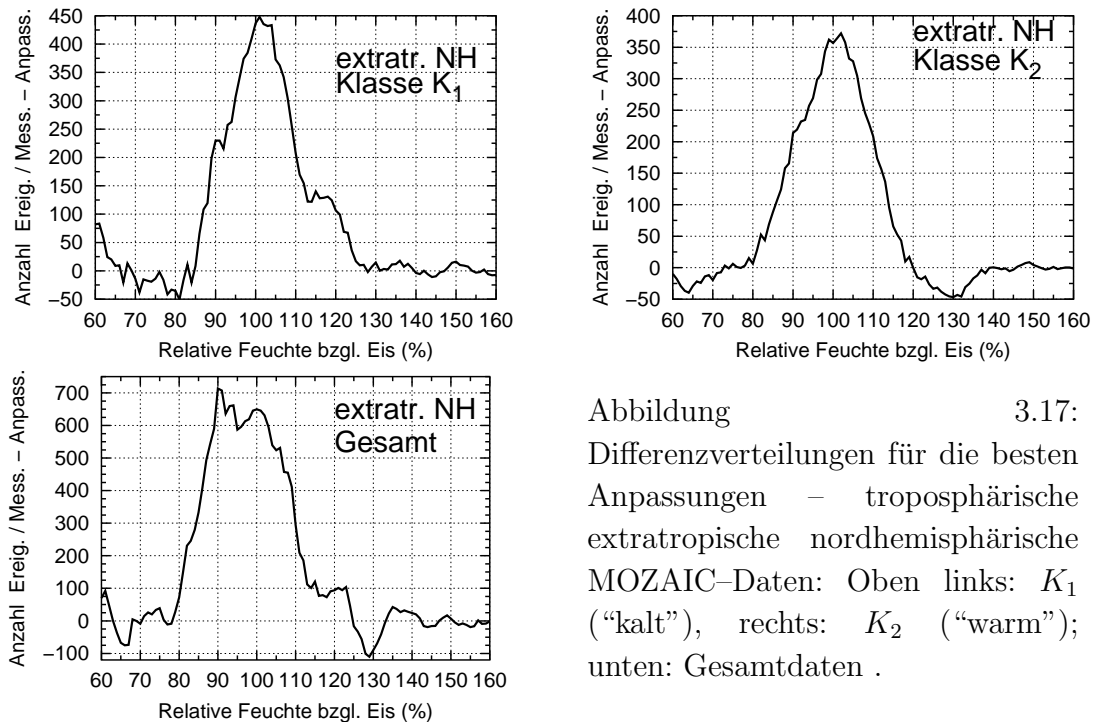 Anzahl Ereig. / Mess. – Anpass.
450
400
350
300
250
200
150
100
50
0
−50
extratr. NH
Klasse K1
60 70 80 90 100 110 120 130 140 150 160
Relative Feuchte bzgl. Eis (%)
Anzahl Ereig. / Mess. – Anpass.
400
350
300
250
200
150
100
50
0
−50
extratr. NH
Klasse K2
60 70 80 90 100 110 120 130 140 150 160
Relative Feuchte bzgl. Eis (%)
Anzahl Ereig. / Mess. – Anpass.
700
600
500
400
300
200
100
0
−100
extratr. NH
Gesamt
60 70 80 90 100 110 120 130 140 150 160
Relative Feuchte bzgl. Eis (%)
Abbildung 3.17:
Differenzverteilungen für die besten
Anpassungen – troposphärische
extratropische nordhemisphärische
MOZAIC–Daten: Oben links: K1
(“kalt”), rechts: K2 (“warm”);
unten: Gesamtdaten .